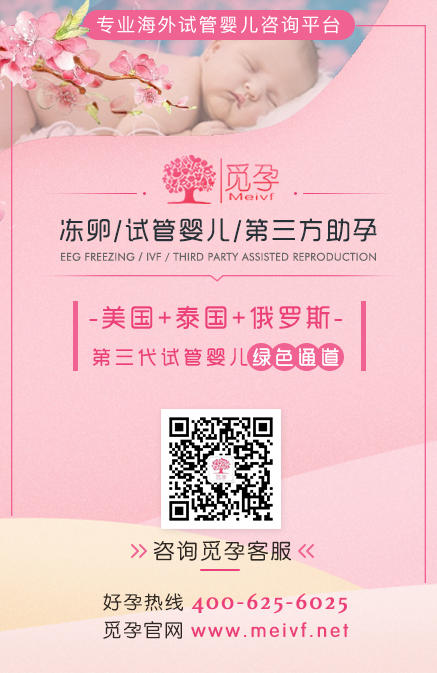 专业海外试管婴儿咨询平台
觅孕
Meivf
冻卵/试管婴儿/第三方助孕
EEG FREEZING / IVF / THIRD PARTY ASSISTED REPRODUCTION
-美国+泰国+俄罗斯-
第三代试管婴儿绿色通道
觅孕
>> 咨询觅孕客服 <<
好孕热线 400-625-6025
觅孕官网 www.meivf.net